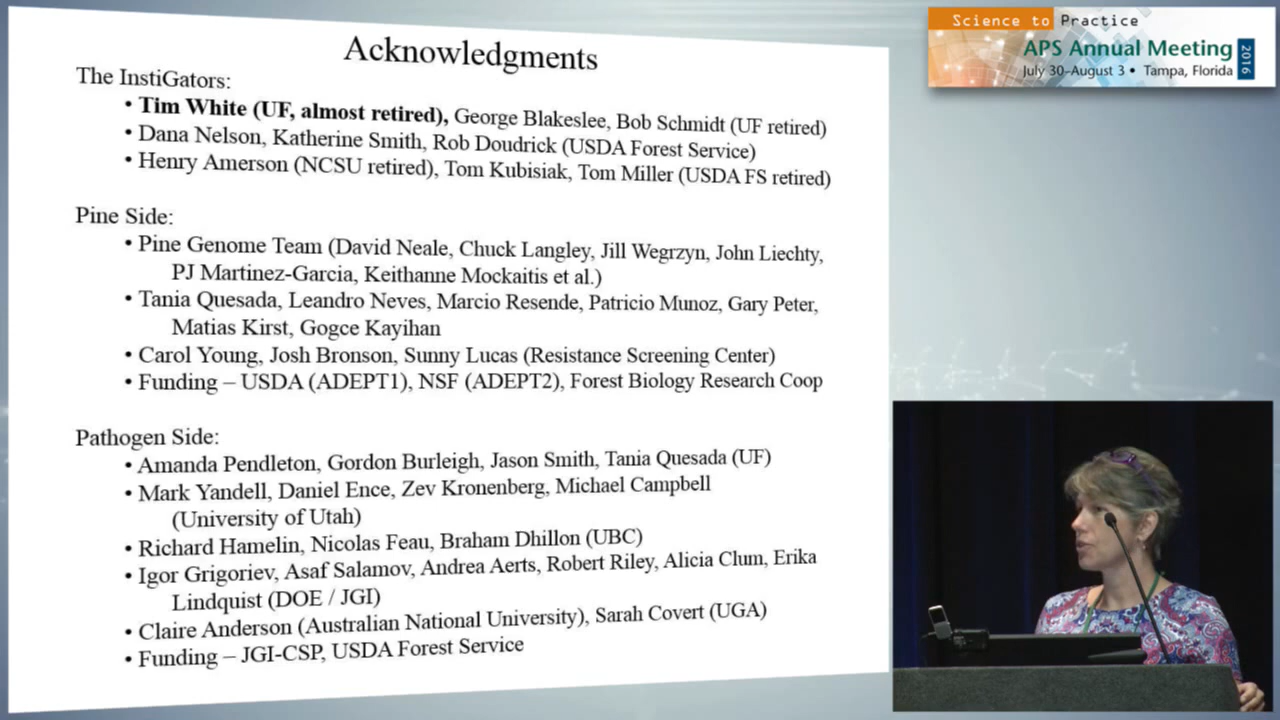 Acknowledgments
The InstiGators:
• Tim White (UF, almost retired), George Blakeslee, Bob Schmidt (UF retired)
• Dana Nelson, Katherine Smith, Rob Doudrick (USDA Forest Service)
• Henry Amerson (NCSU retired), Tom Kubisiak, Tom Miller (USDA FS retired)
Pine Side:
• Pine Genome Team (David Neale, Chuck Langley, Jill Wegrzyn, John Liechty,
PJ Martinez-Garcia, Keithanne Mockaitis et al.)
• Tania Quesada, Leandro Neves, Marcio Resende, Patricio Munoz, Gary Peter,
Matias Kirst, Gogce Kayihan
• Carol Young, Josh Bronson, Sunny Lucas (Resistance Screening Center)
• Funding – USDA (ADEPT1), NSF (ADEPT2), Forest Biology Research Coop
Pathogen Side:
• Amanda Pendleton, Gordon Burleigh, Jason Smith, Tania Quesada (UF)
• Mark Yandell, Daniel Ence, Zev Kronenberg, Michael Campbell
(University of Utah)
• Richard Hamelin, Nicolas Feau, Braham Dhillon (UBC)
• Igor Grigoriev, Asaf Salamov, Andrea Aerts, Robert Riley, Alicia Clum, Erika
Lindquist (DOE / JGI)
• Claire Anderson (Australian National University), Sarah Covert (UGA)
• Funding – JGI-CSP, USDA Forest Service
Science to Practice
APS Annual Meeting
2016
July 30–August 3 • Tampa, Florida